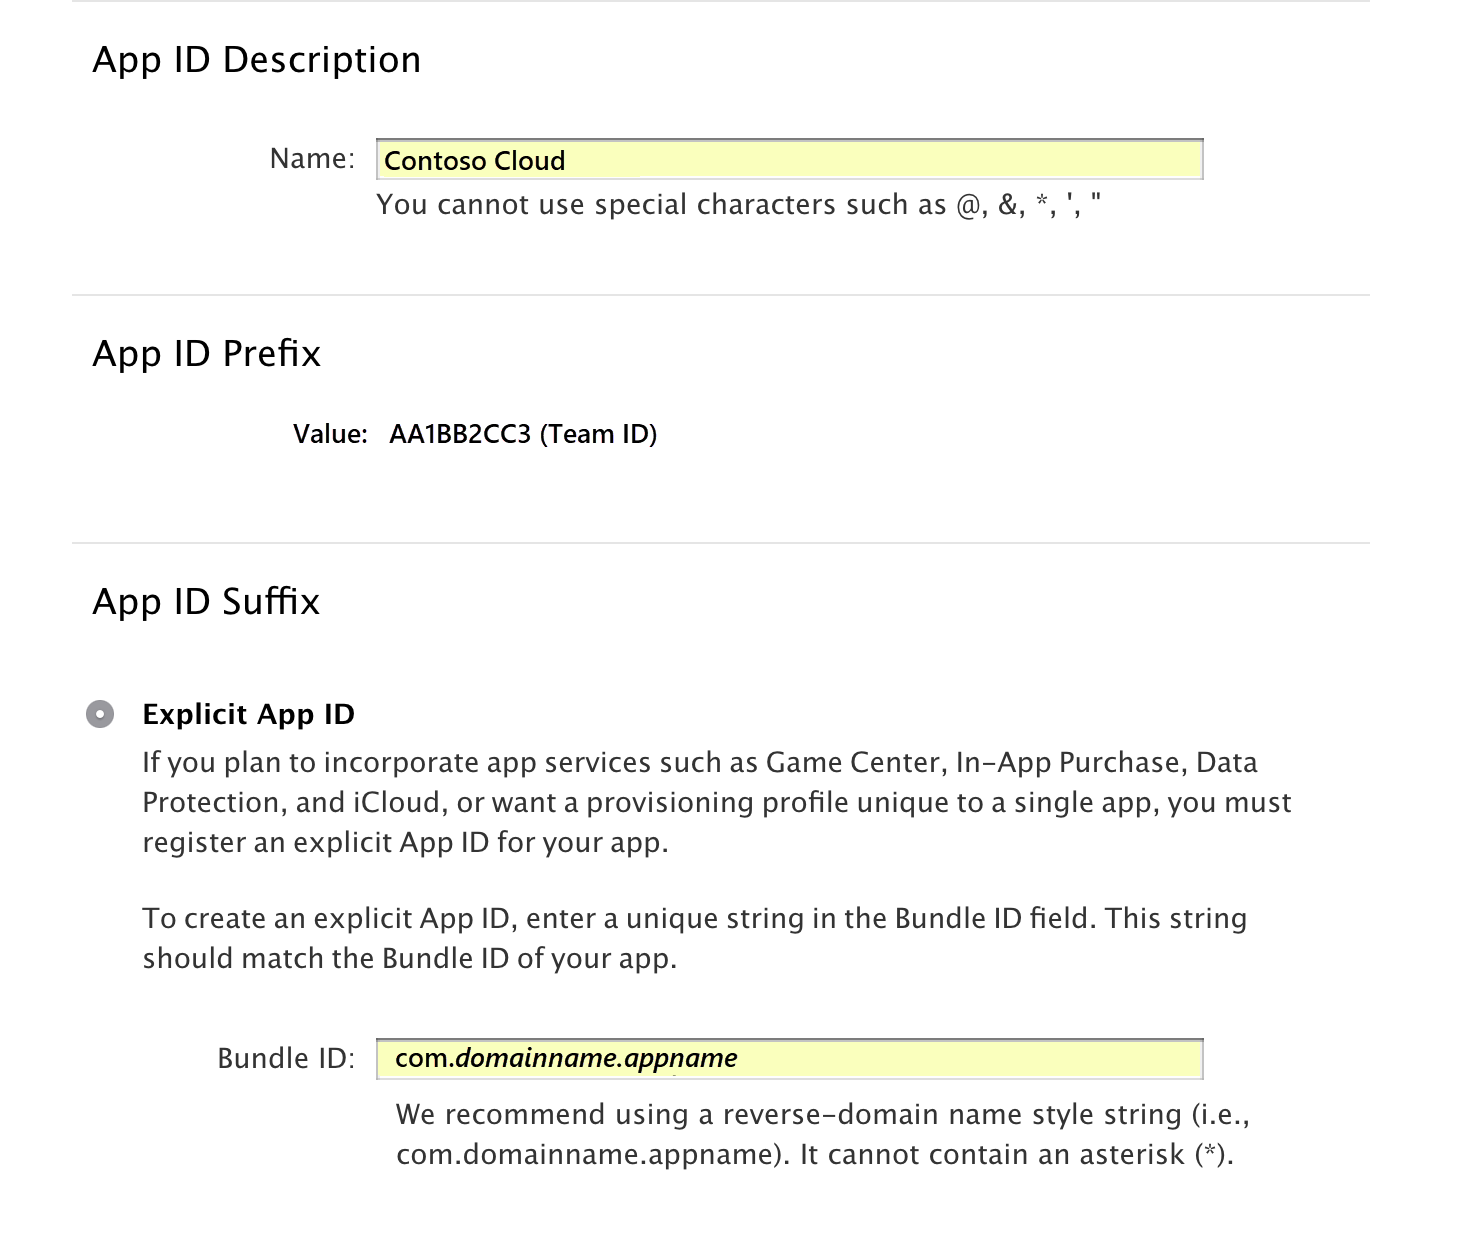 App ID Description
Name: Contoso Cloud
You cannot use special characters such as @, &, *, ', "
App ID Prefix
Value: AA1BB2CC3 (Team ID)
App ID Suffix
Explicit App ID
If you plan to incorporate app services such as Game Center, In-App Purchase, Data
Protection, and iCloud, or want a provisioning profile unique to a single app, you must
register an explicit App ID for your app.
To create an explicit App ID, enter a unique string in the Bundle ID field. This string
should match the Bundle ID of your app.
Bundle ID: com.domainname.appname
We recommend using a reverse-domain name style string (i.e.,
com.domainname.appname). It cannot contain an asterisk (*).